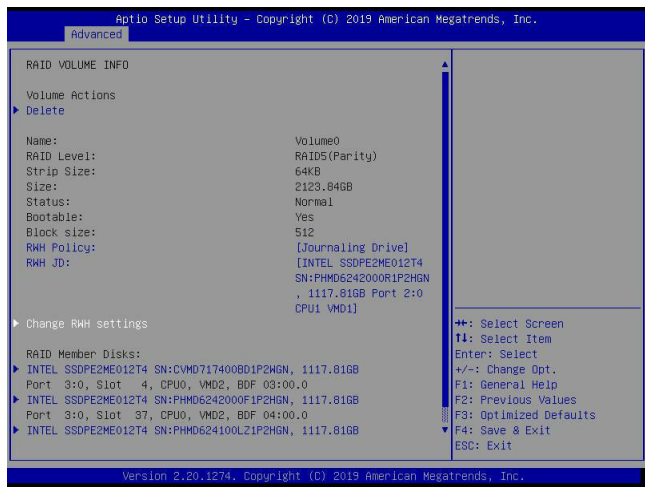 Aptio Setup Utility – Copyright (C) 2019 American Megatrends, Inc.
Advanced
RAID VOLUME INFO
Volume Actions
Delete
Name: Volume0
RAID Level: RAID5(Parity)
Strip Size: 64KB
Size: 2123.84GB
Status: Normal
Bootable: Yes
Block size: 512
RWH Policy: [Journaling Drive]
RWH JD: [INTEL SSDPE2ME012T4
SN:PHMD6242000R1P2HGN
, 1117.81GB Port 2:0
CPU1 VMD1]
Change RWH settings
RAID Member Disks:
INTEL SSDPE2ME012T4 SN:CVMD717400BD1P2WGN, 1117.81GB
Port 3:0, Slot 4, CPU0, VMD2, BDF 03:00.0
INTEL SSDPE2ME012T4 SN:PHMD6242000F1P2HGN, 1117.81GB
Port 3:0, Slot 37, CPU0, VMD2, BDF 04:00.0
INTEL SSDPE2ME012T4 SN:PHMD624100LZ1P2HGN, 1117.81GB
→←: Select Screen
↑↓: Select Item
Enter: Select
+/-: Change Opt.
F1: General Help
F2: Previous Values
F3: Optimized Defaults
F4: Save & Exit
ESC: Exit
Version 2.20.1274. Copyright (C) 2019 American Megatrends, Inc.